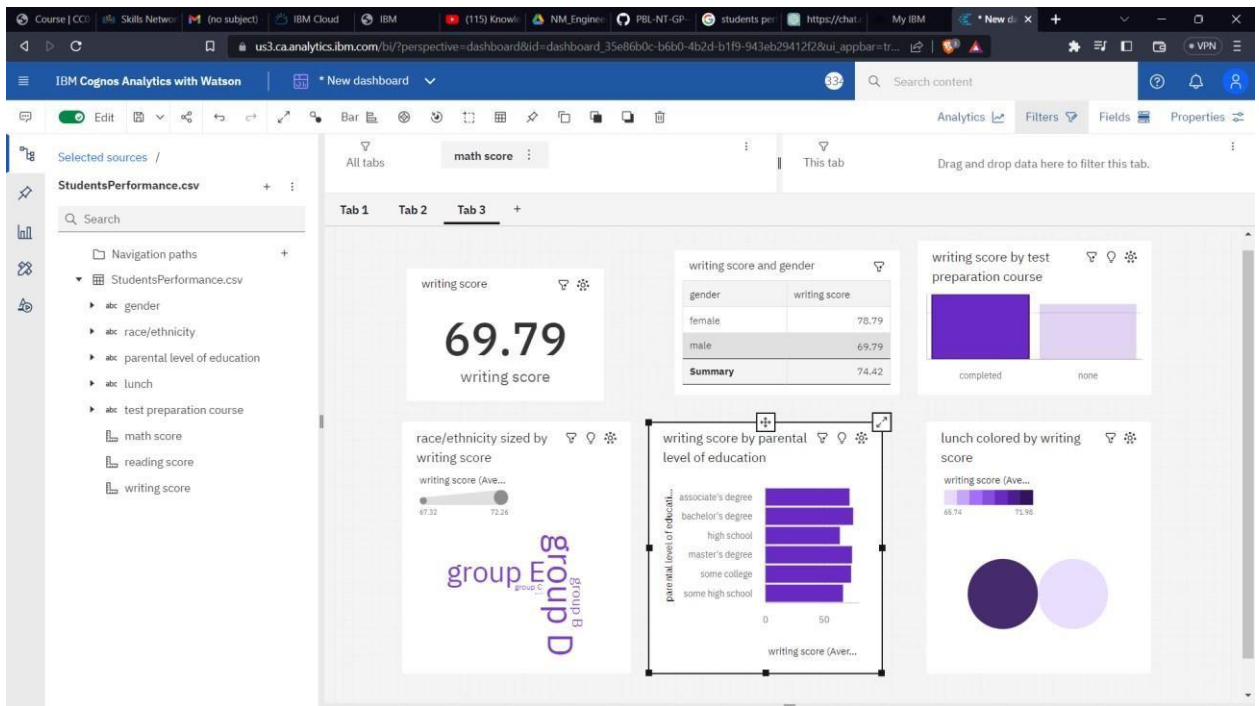 Course | CC
Skills Networ
(no subject)
IBM Cloud
IBM
(115) Knowle
NM_Enginee
PBL-NT-GP-
students per
https://chat.
My IBM
* New da
us3.ca.analytics.ibm.com/bi/?perspective=dashboard&id=dashboard_35e86b0c-b6b0-4b2d-b1f9-943eb29412f2&ui_appbar=tr...
VPN
IBM Cognos Analytics with Watson
* New dashboard
334
Search content
Edit
Bar
Analytics
Filters
Fields
Properties
Selected sources /
StudentsPerformance.csv
Search
Navigation paths
StudentsPerformance.csv
abc gender
abc race/ethnicity
abc parental level of education
abc lunch
abc test preparation course
math score
reading score
writing score
All tabs
math score
This tab
Drag and drop data here to filter this tab.
Tab 1
Tab 2
Tab 3
writing score
69.79
writing score
writing score and gender
gender writing score
female 78.79
male 69.79
Summary 74.42
writing score by test
preparation course
completed
none
race/ethnicity sized by
writing score
writing score (Ave...
67.32 72.26
group E
group D
group B
group C
writing score by parental
level of education
parental level of educati...
associate's degree
bachelor's degree
high school
master's degree
some college
some high school
0 50
writing score (Aver...
lunch colored by writing
score
writing score (Ave...
65.74 71.98